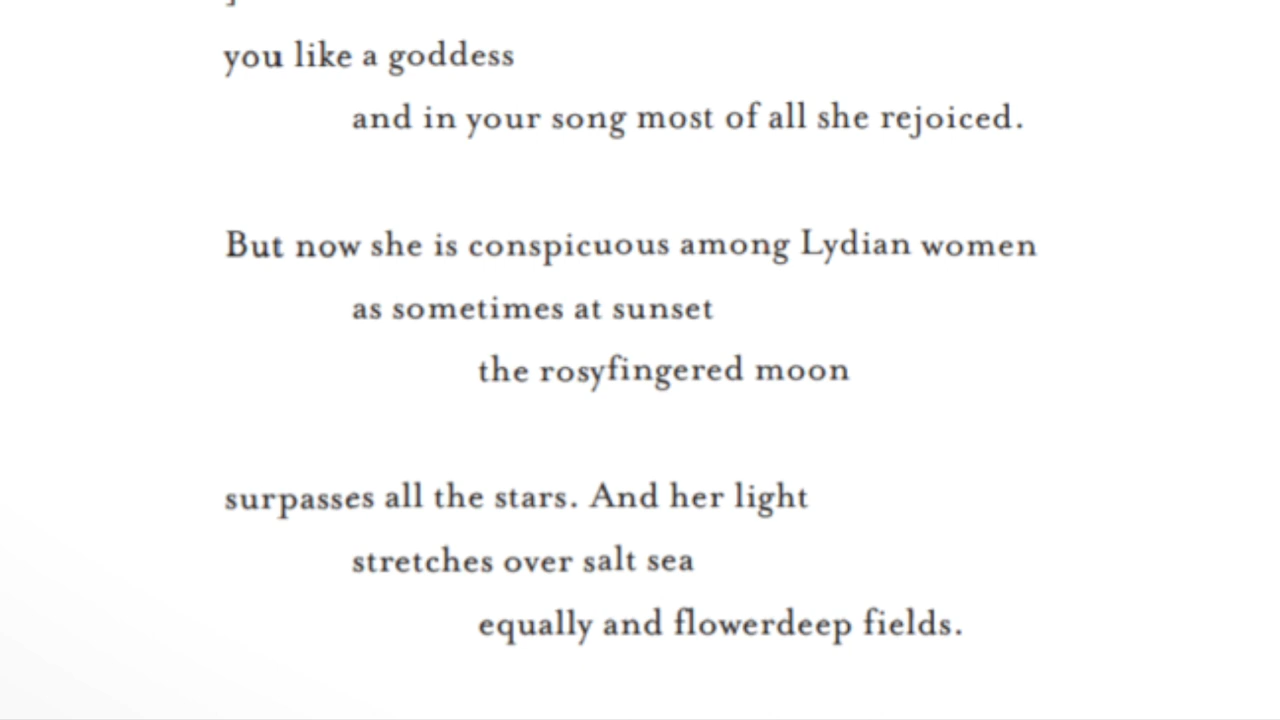 ]
you like a goddess
and in your song most of all she rejoiced.
But now she is conspicuous among Lydian women
as sometimes at sunset
the rosyfingered moon
surpasses all the stars. And her light
stretches over salt sea
equally and flowerdeep fields.